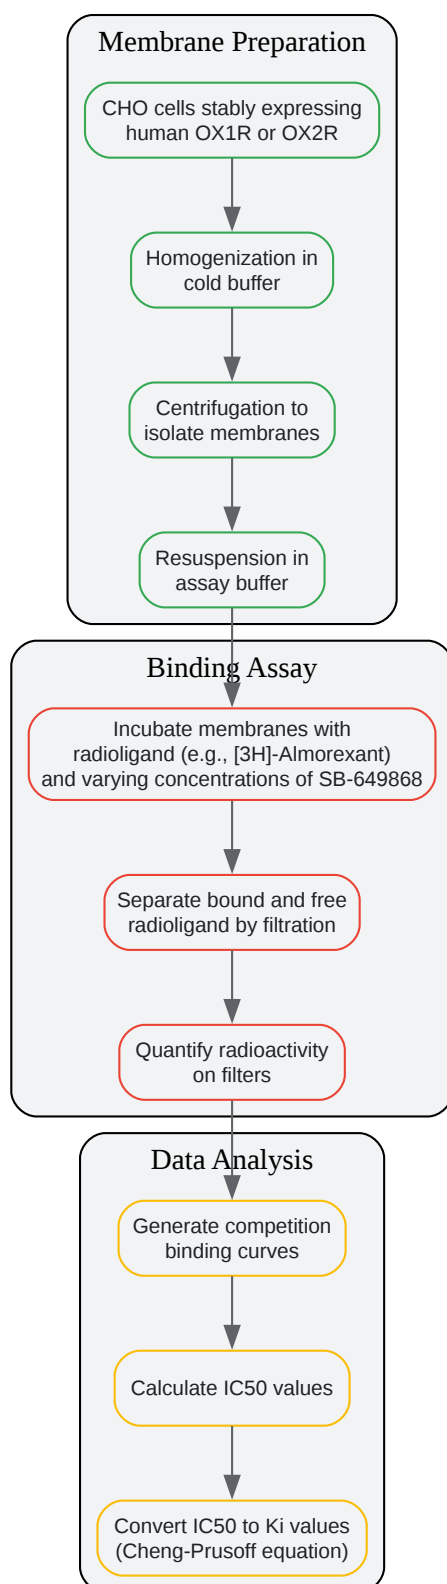 Membrane Preparation
CHO cells stably expressing
human OX1R or OX2R
Homogenization in
cold buffer
Centrifugation to
isolate membranes
Resuspension in
assay buffer
Binding Assay
Incubate membranes with
radioligand (e.g., [3H]-Almorexant)
and varying concentrations of SB-649868
Separate bound and free
radioligand by filtration
Quantify radioactivity
on filters
Data Analysis
Generate competition
binding curves
Calculate IC50 values
Convert IC50 to Ki values
(Cheng-Prusoff equation)